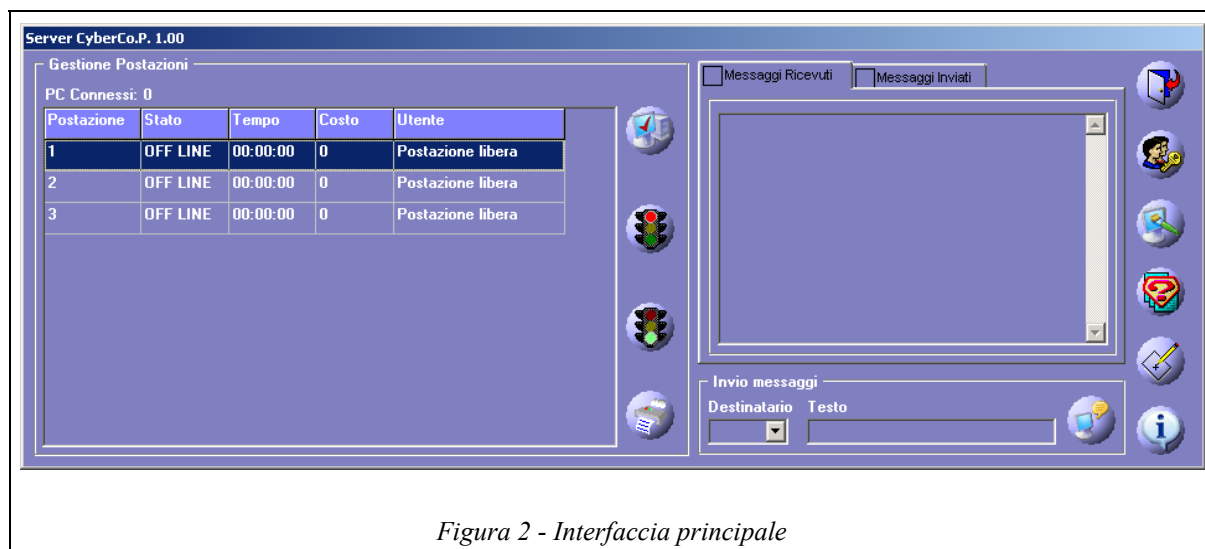 Server CyberCo.P. 1.00
Gestione Postazioni
PC Connessi: 0
Postazione Stato Tempo Costo Utente
1 OFF LINE 00:00:00 0 Postazione libera
2 OFF LINE 00:00:00 0 Postazione libera
3 OFF LINE 00:00:00 0 Postazione libera
Messaggi Ricevuti Messaggi Inviati
Invio messaggi
Destinatario Testo
Figura 2 - Interfaccia principale